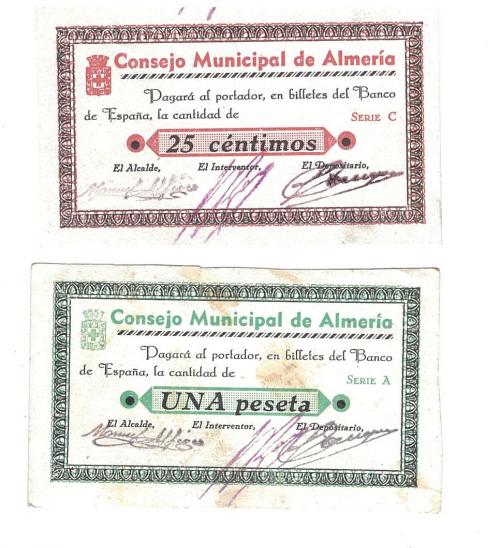 Consejo Municipal de Almería
Pagará al portador, en billetes del Banco
de España, la cantidad de SERIE C
25 céntimos
El Alcalde, El Interventor, El Depositario,
Consejo Municipal de Almería
Pagará al portador, en billetes del Banco
de España, la cantidad de SERIE A
UNA peseta
El Alcalde, El Interventor, El Depositario,